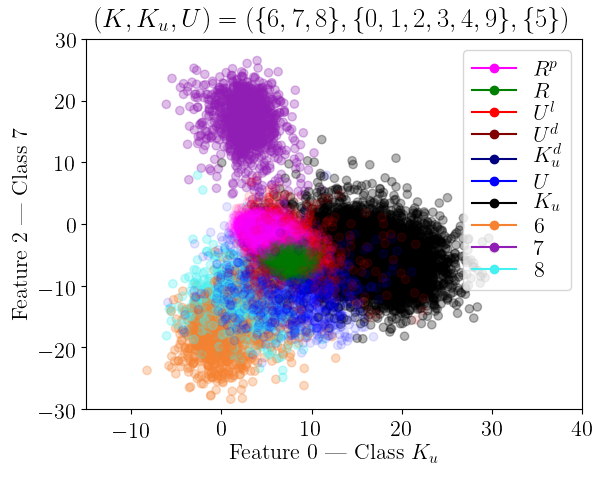 (K, K_u, U) = ({6, 7, 8}, {0, 1, 2, 3, 4, 9}, {5})
30
20
10
0
−10
−20
−30
Feature 2 — Class 7
R^p
R
U^l
U^d
K_u^d
U
K_u
6
7
8
−10
0
10
20
30
40
Feature 0 — Class K_u